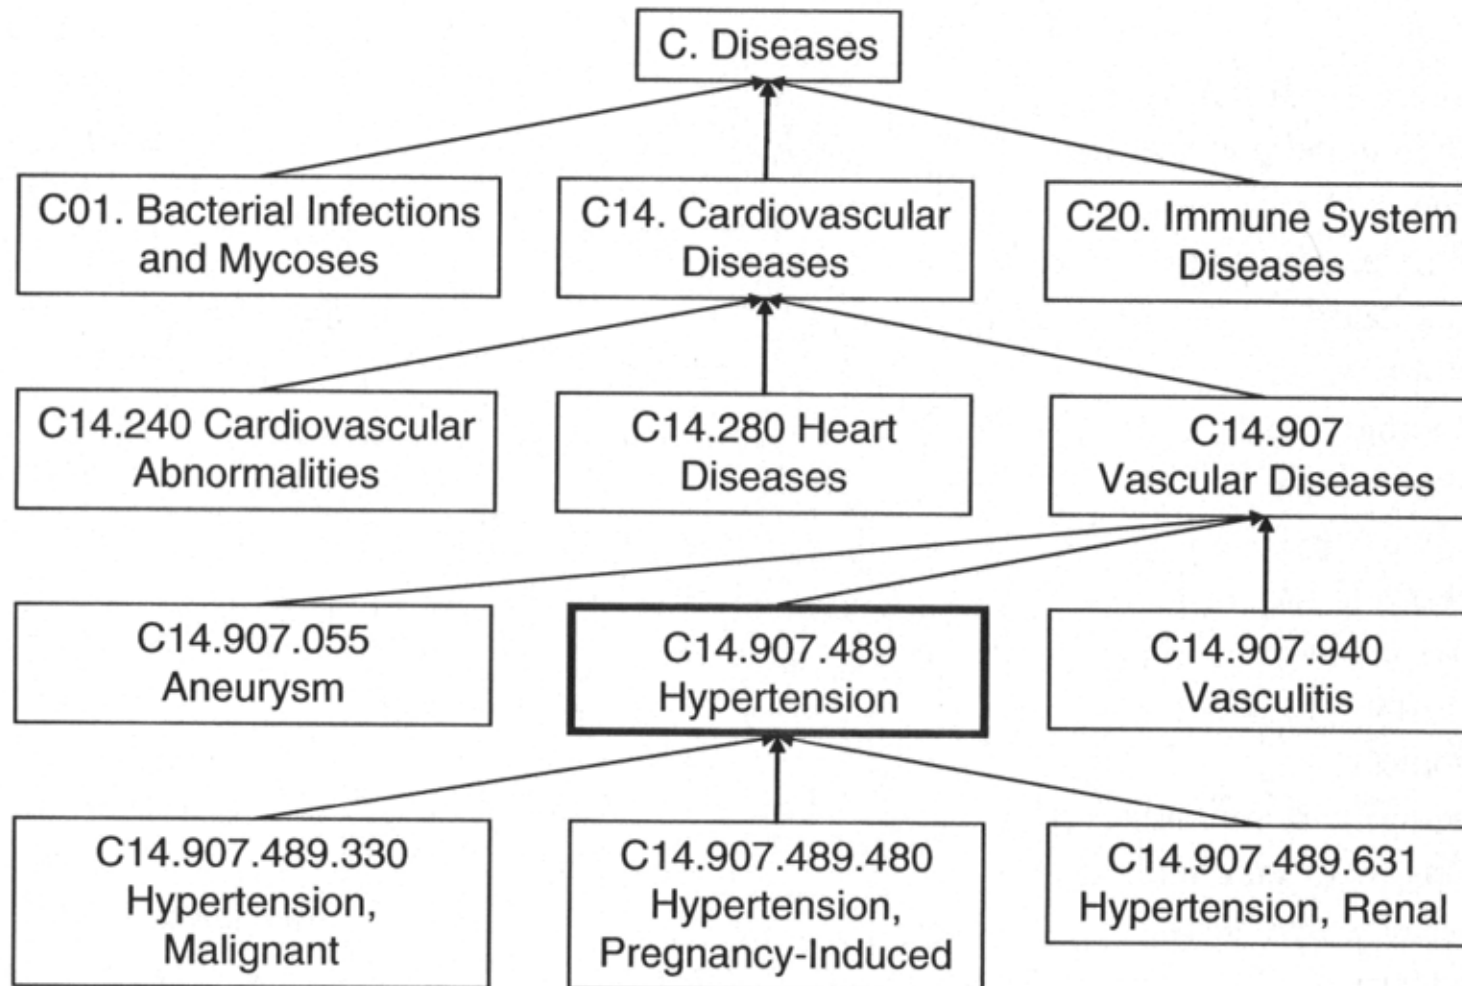 C. Diseases
C01. Bacterial Infections
and Mycoses
C14. Cardiovascular
Diseases
C20. Immune System
Diseases
C14.240 Cardiovascular
Abnormalities
C14.280 Heart
Diseases
C14.907
Vascular Diseases
C14.907.055
Aneurysm
C14.907.489
Hypertension
C14.907.940
Vasculitis
C14.907.489.330
Hypertension,
Malignant
C14.907.489.480
Hypertension,
Pregnancy-Induced
C14.907.489.631
Hypertension, Renal